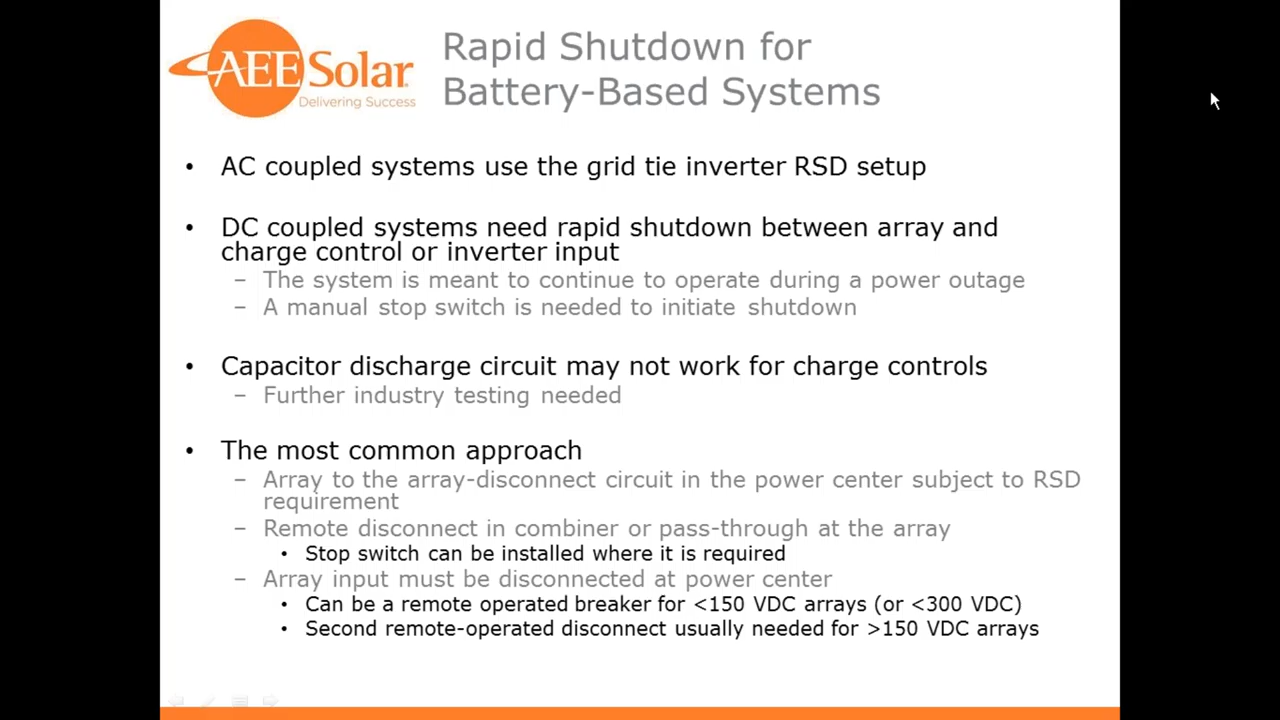 AEE Solar
Delivering Success
Rapid Shutdown for
Battery-Based Systems
• AC coupled systems use the grid tie inverter RSD setup
• DC coupled systems need rapid shutdown between array and
charge control or inverter input
– The system is meant to continue to operate during a power outage
– A manual stop switch is needed to initiate shutdown
• Capacitor discharge circuit may not work for charge controls
– Further industry testing needed
• The most common approach
– Array to the array-disconnect circuit in the power center subject to RSD
requirement
– Remote disconnect in combiner or pass-through at the array
• Stop switch can be installed where it is required
– Array input must be disconnected at power center
• Can be a remote operated breaker for <150 VDC arrays (or <300 VDC)
• Second remote-operated disconnect usually needed for >150 VDC arrays